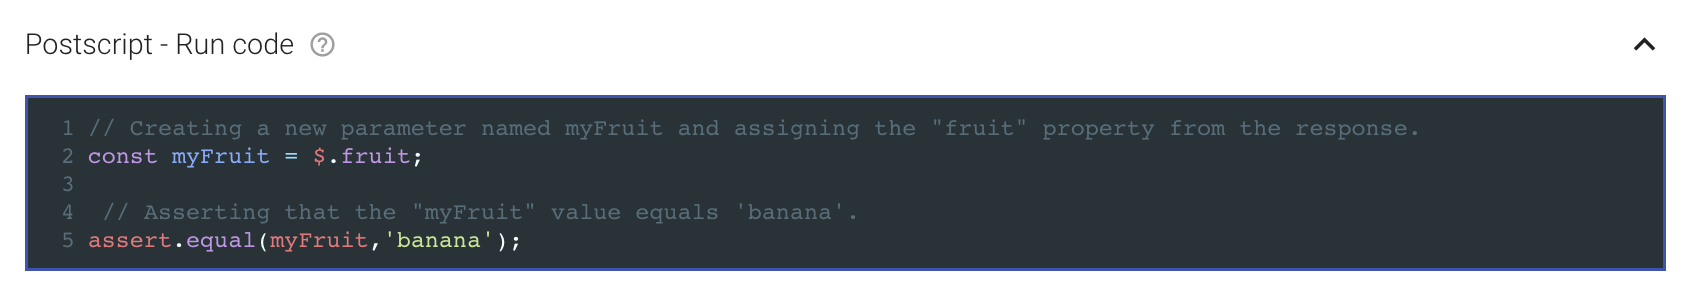 Postscript - Run code ?
1 // Creating a new parameter named myFruit and assigning the "fruit" property from the response.
2 const myFruit = $.fruit;
3
4  // Asserting that the "myFruit" value equals 'banana'.
5 assert.equal(myFruit,'banana');